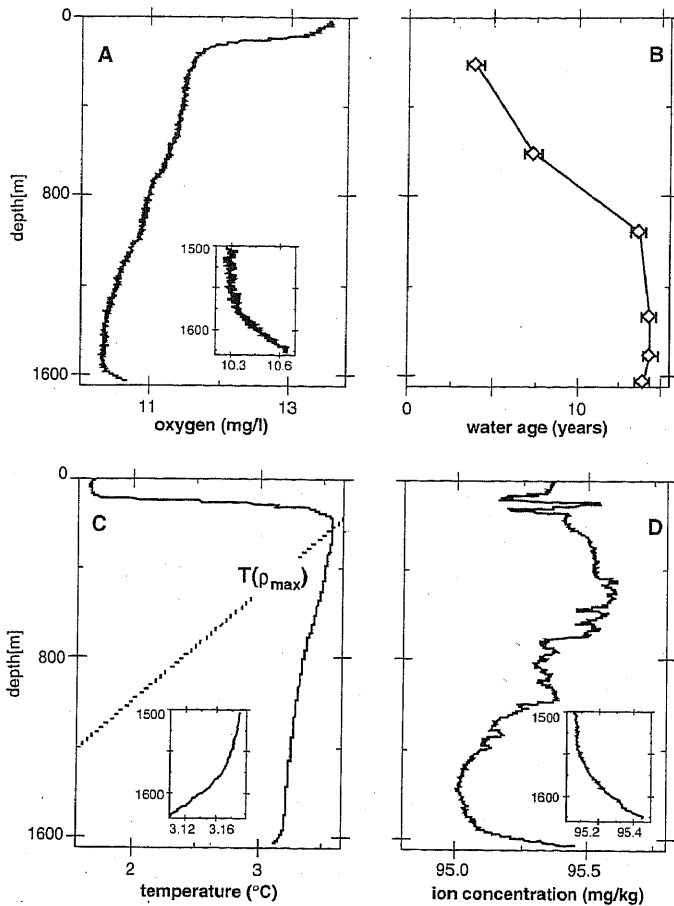 0
A
depth[m]
800
1500
1600
10.3 10.6
1600
11 13
oxygen (mg/l)
B
0 10
water age (years)
0
C
T(ρmax)
depth[m]
800
1500
1600
3.12 3.16
1600
2 3
temperature (°C)
D
1500
1600
95.2 95.4
95.0 95.5
ion concentration (mg/kg)